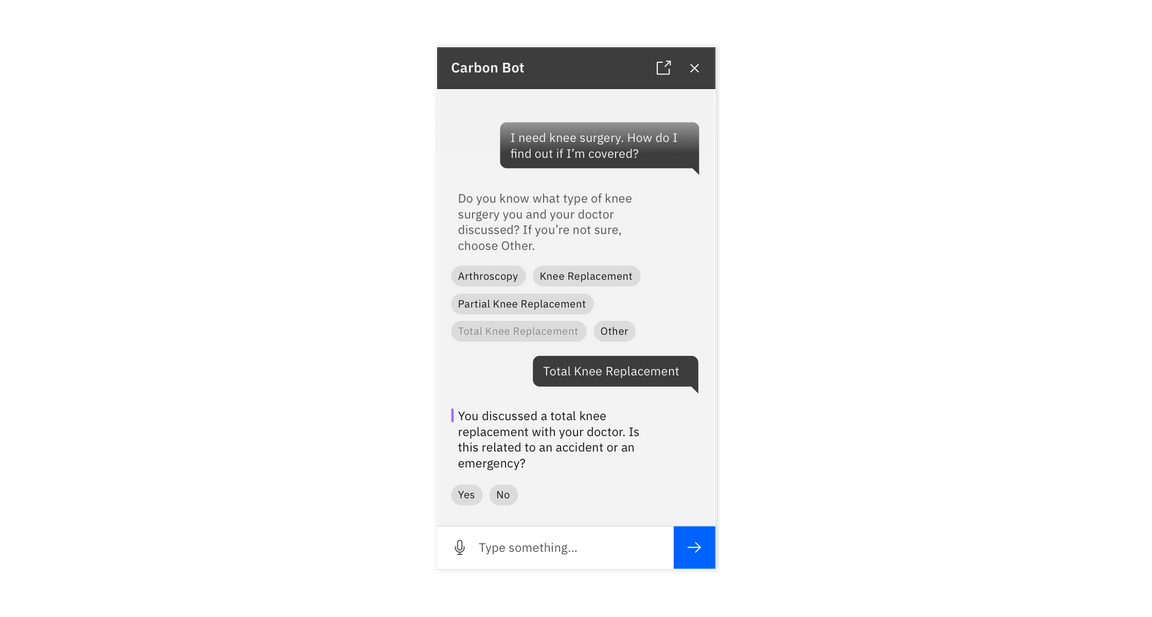 Carbon Bot
I need knee surgery. How do I
find out if I’m covered?
Do you know what type of knee
surgery you and your doctor
discussed? If you’re not sure,
choose Other.
Arthroscopy Knee Replacement
Partial Knee Replacement
Total Knee Replacement Other
Total Knee Replacement
You discussed a total knee
replacement with your doctor. Is
this related to an accident or an
emergency?
Yes No
Type something...